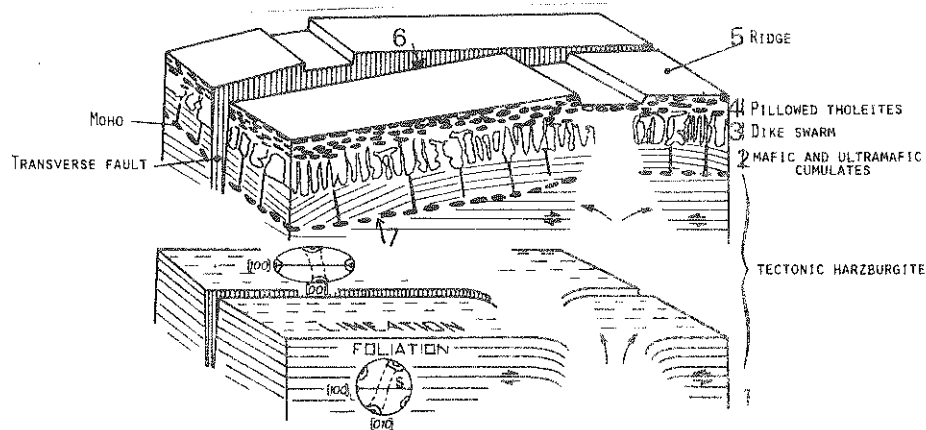 6
5 RIDGE
4 PILLOWED THOLEITES
MOHO
3 DIKE SWARM
TRANSVERSE FAULT
2 MAFIC AND ULTRAMAFIC
CUMULATES
7
[100]
[001]
TECTONIC HARZBURGITE
LINEATION
FOLIATION
S
[100]
1
[010]